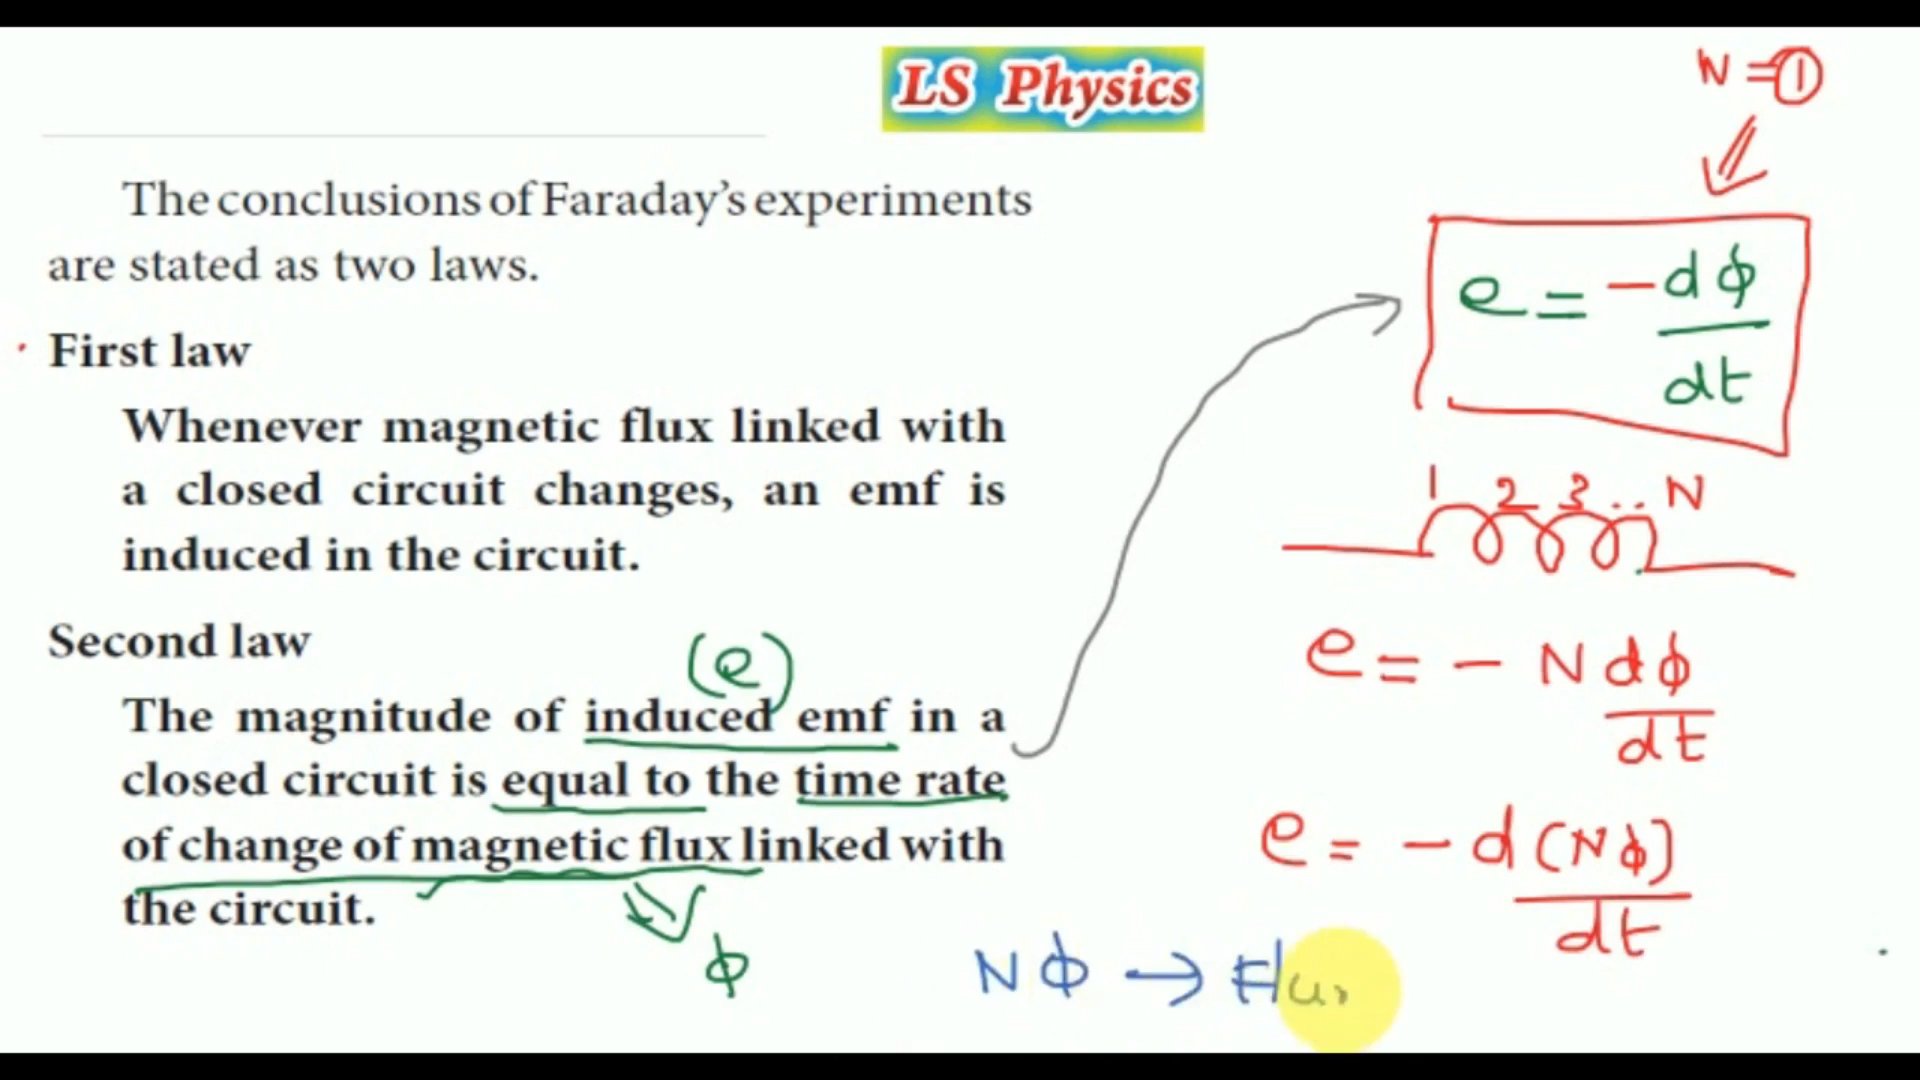 LS Physics
The conclusions of Faraday's experiments
are stated as two laws.
First law
Whenever magnetic flux linked with
a closed circuit changes, an emf is
induced in the circuit.
Second law
(e)
The magnitude of induced emf in a
closed circuit is equal to the time rate
of change of magnetic flux linked with
the circuit.
ϕ
N = 1
e = - dϕ
dt
1 2 3 .. N
e = - N dϕ
dt
e = - d (Nϕ)
dt
Nϕ → Flu